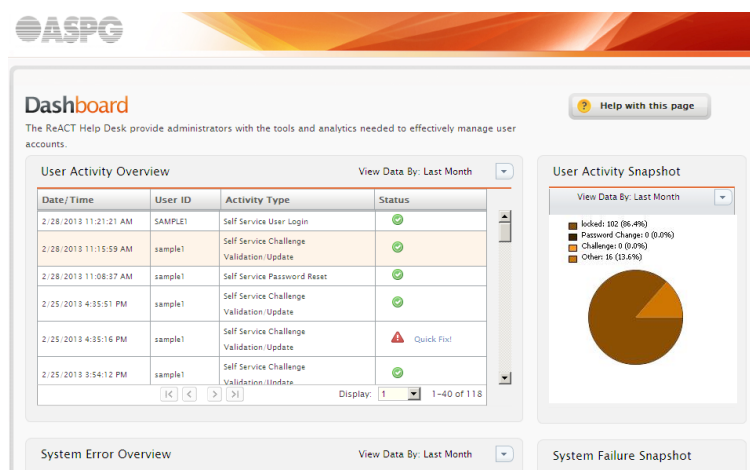 ASPG
Dashboard
Help with this page
The ReACT Help Desk provide administrators with the tools and analytics needed to effectively manage user
accounts.
User Activity Overview
View Data By: Last Month
Date/Time User ID Activity Type Status
2/28/2013 11:21:21 AM SAMPLE1 Self Service User Login
2/28/2013 11:15:59 AM sample1 Self Service Challenge
Validation/Update
2/28/2013 11:08:37 AM sample1 Self Service Password Reset
2/25/2013 4:35:51 PM sample1 Self Service Challenge
Validation/Update
2/25/2013 4:35:16 PM sample1 Self Service Challenge
Validation/Update
Quick Fix!
2/25/2013 3:54:12 PM sample1 Self Service Challenge
Validation/Update
Display: 1 1-40 of 118
User Activity Snapshot
View Data By: Last Month
locked: 102 (86.4%)
Password Change: 0 (0.0%)
Challenge: 0 (0.0%)
Other: 16 (13.6%)
System Error Overview
View Data By: Last Month
System Failure Snapshot